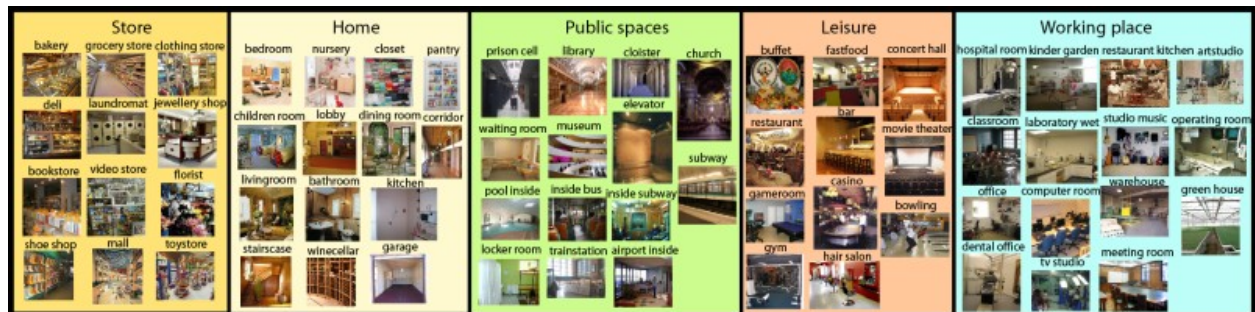 Store
bakery grocery store clothing store
deli laundromat jewellery shop
bookstore video store florist
shoe shop mall toystore
Home
bedroom nursery closet pantry
children room lobby dining room corridor
livingroom bathroom kitchen
stairscase winecellar garage
Public spaces
prison cell library cloister church
elevator
waiting room museum
subway
pool inside inside bus inside subway
locker room trainstation airport inside
Leisure
buffet fastfood concert hall
bar
restaurant movie theater
gameroom casino
bowling
gym hair salon
Working place
hospital room kinder garden restaurant kitchen artstudio
classroom laboratory wet studio music operating room
office computer room warehouse green house
dental office tv studio meeting room